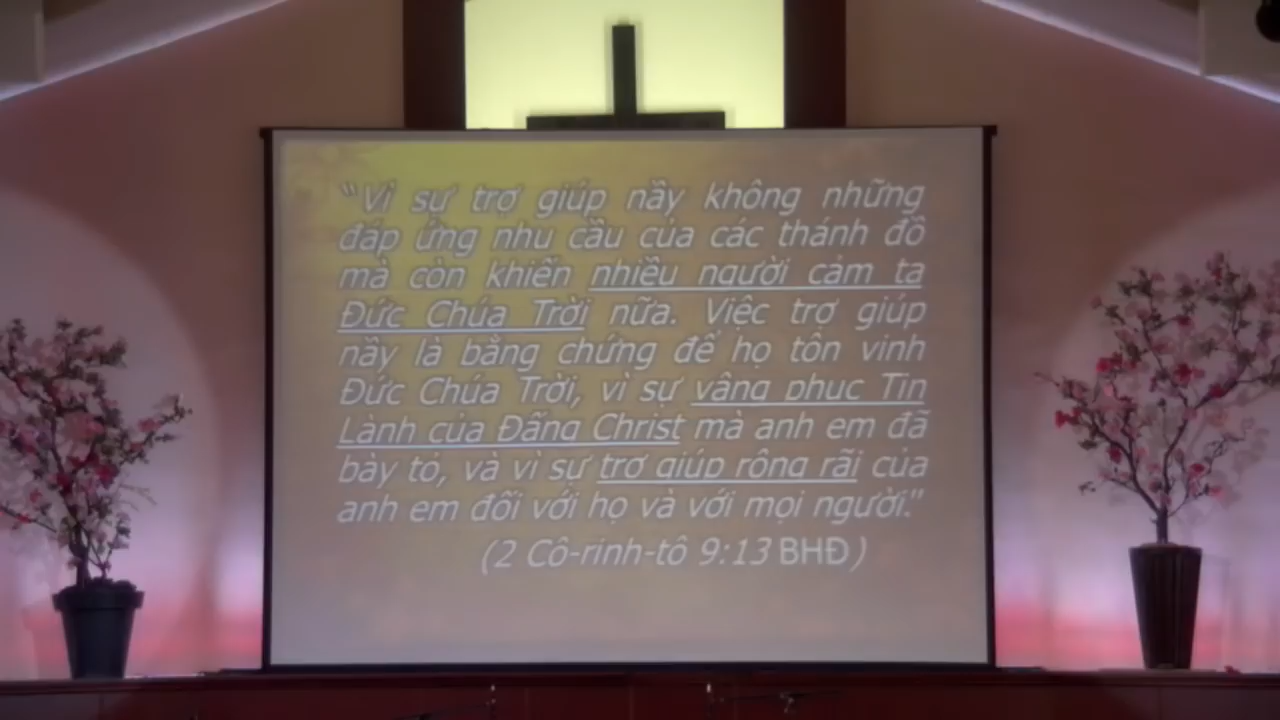 “Vì sự trợ giúp nầy không những
đáp ứng nhu cầu của các thánh đồ
mà còn khiến nhiều người cảm tạ
Đức Chúa Trời nữa. Việc trợ giúp
nầy là bằng chứng để họ tôn vinh
Đức Chúa Trời, vì sự vâng phục Tin
Lành của Đấng Christ mà anh em đã
bày tỏ, và vì sự trợ giúp rộng rãi của
anh em đối với họ và với mọi người."
(2 Cô-rinh-tô 9:13 BHĐ)